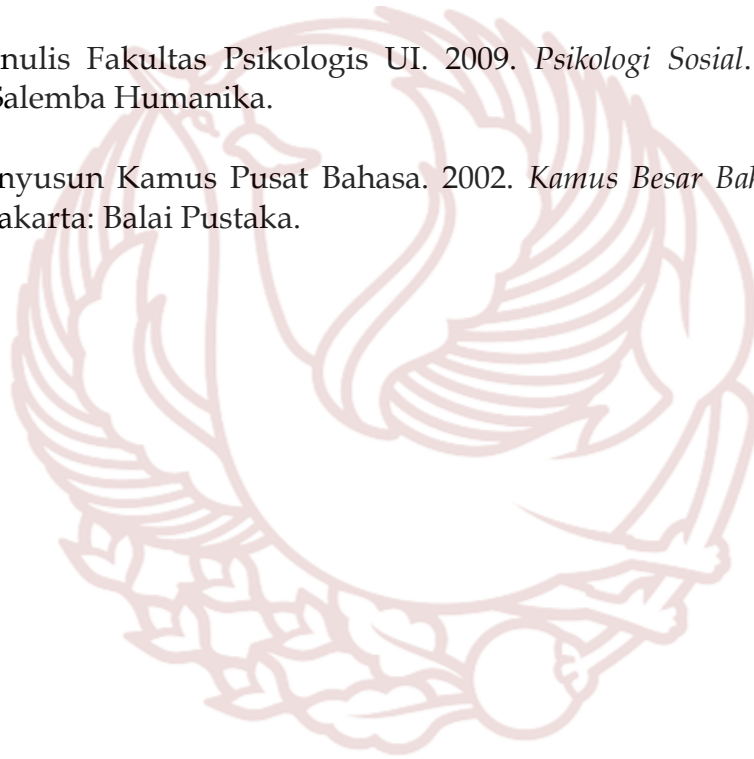 nulis Fakultas Psikologis UI. 2009. Psikologi Sosial.
Salemba Humanika.
nyusun Kamus Pusat Bahasa. 2002. Kamus Besar Bah
akarta: Balai Pustaka.